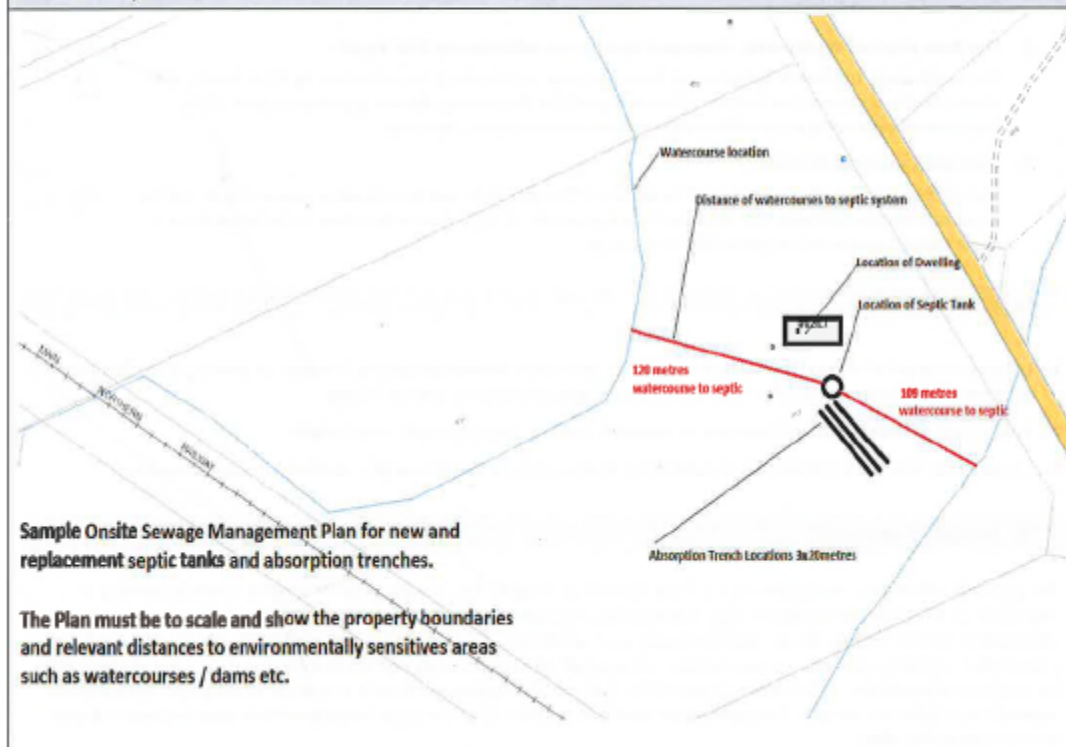 Watercourse location
Distance of watercourses to septic system
Location of Dwelling
Location of Septic Tank
120 metres
watercourse to septic
109 metres
watercourse to septic
MAIN
NORTHERN
RAILWAY
Absorption Trench Locations 3x20metres
Sample Onsite Sewage Management Plan for new and
replacement septic tanks and absorption trenches.
The Plan must be to scale and show the property boundaries
and relevant distances to environmentally sensitives areas
such as watercourses / dams etc.